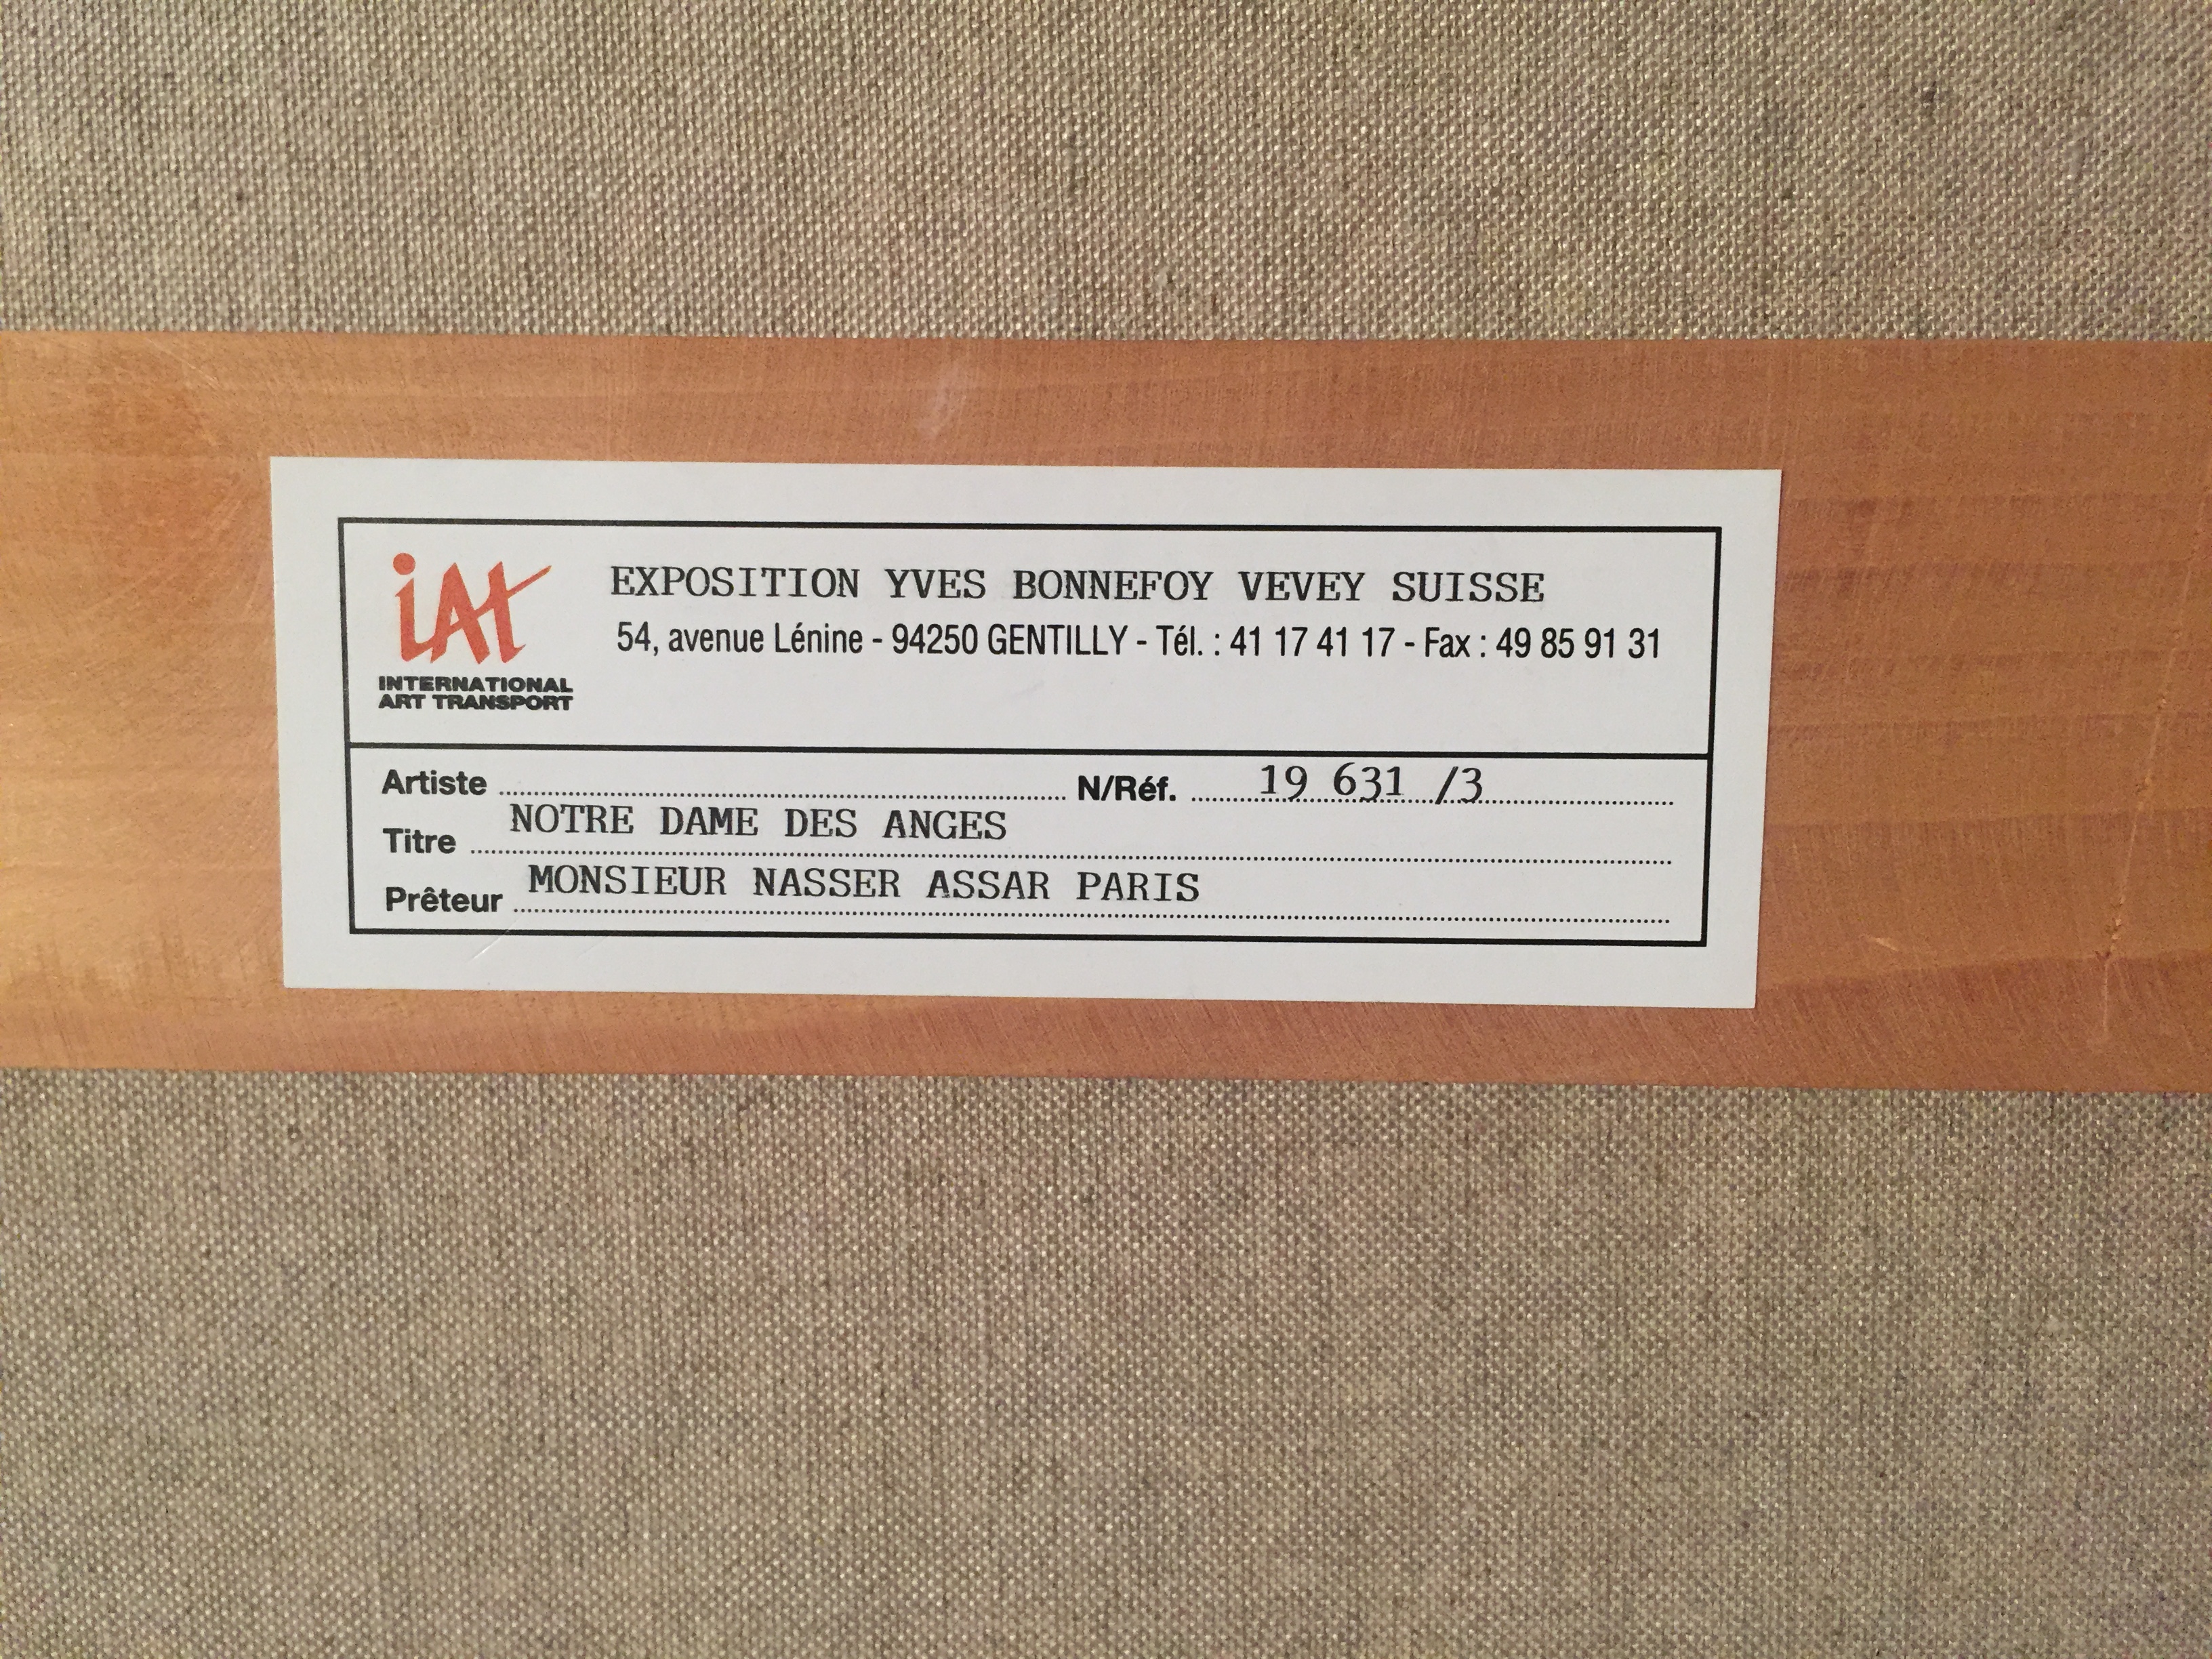 iAt
INTERNATIONAL
ART TRANSPORT
EXPOSITION YVES BONNEFOY VEVEY SUISSE
54, avenue Lénine - 94250 GENTILLY - Tél. : 41 17 41 17 - Fax : 49 85 91 31
Artiste N/Réf. 19 631 /3
Titre NOTRE DAME DES ANGES
Prêteur MONSIEUR NASSER ASSAR PARIS